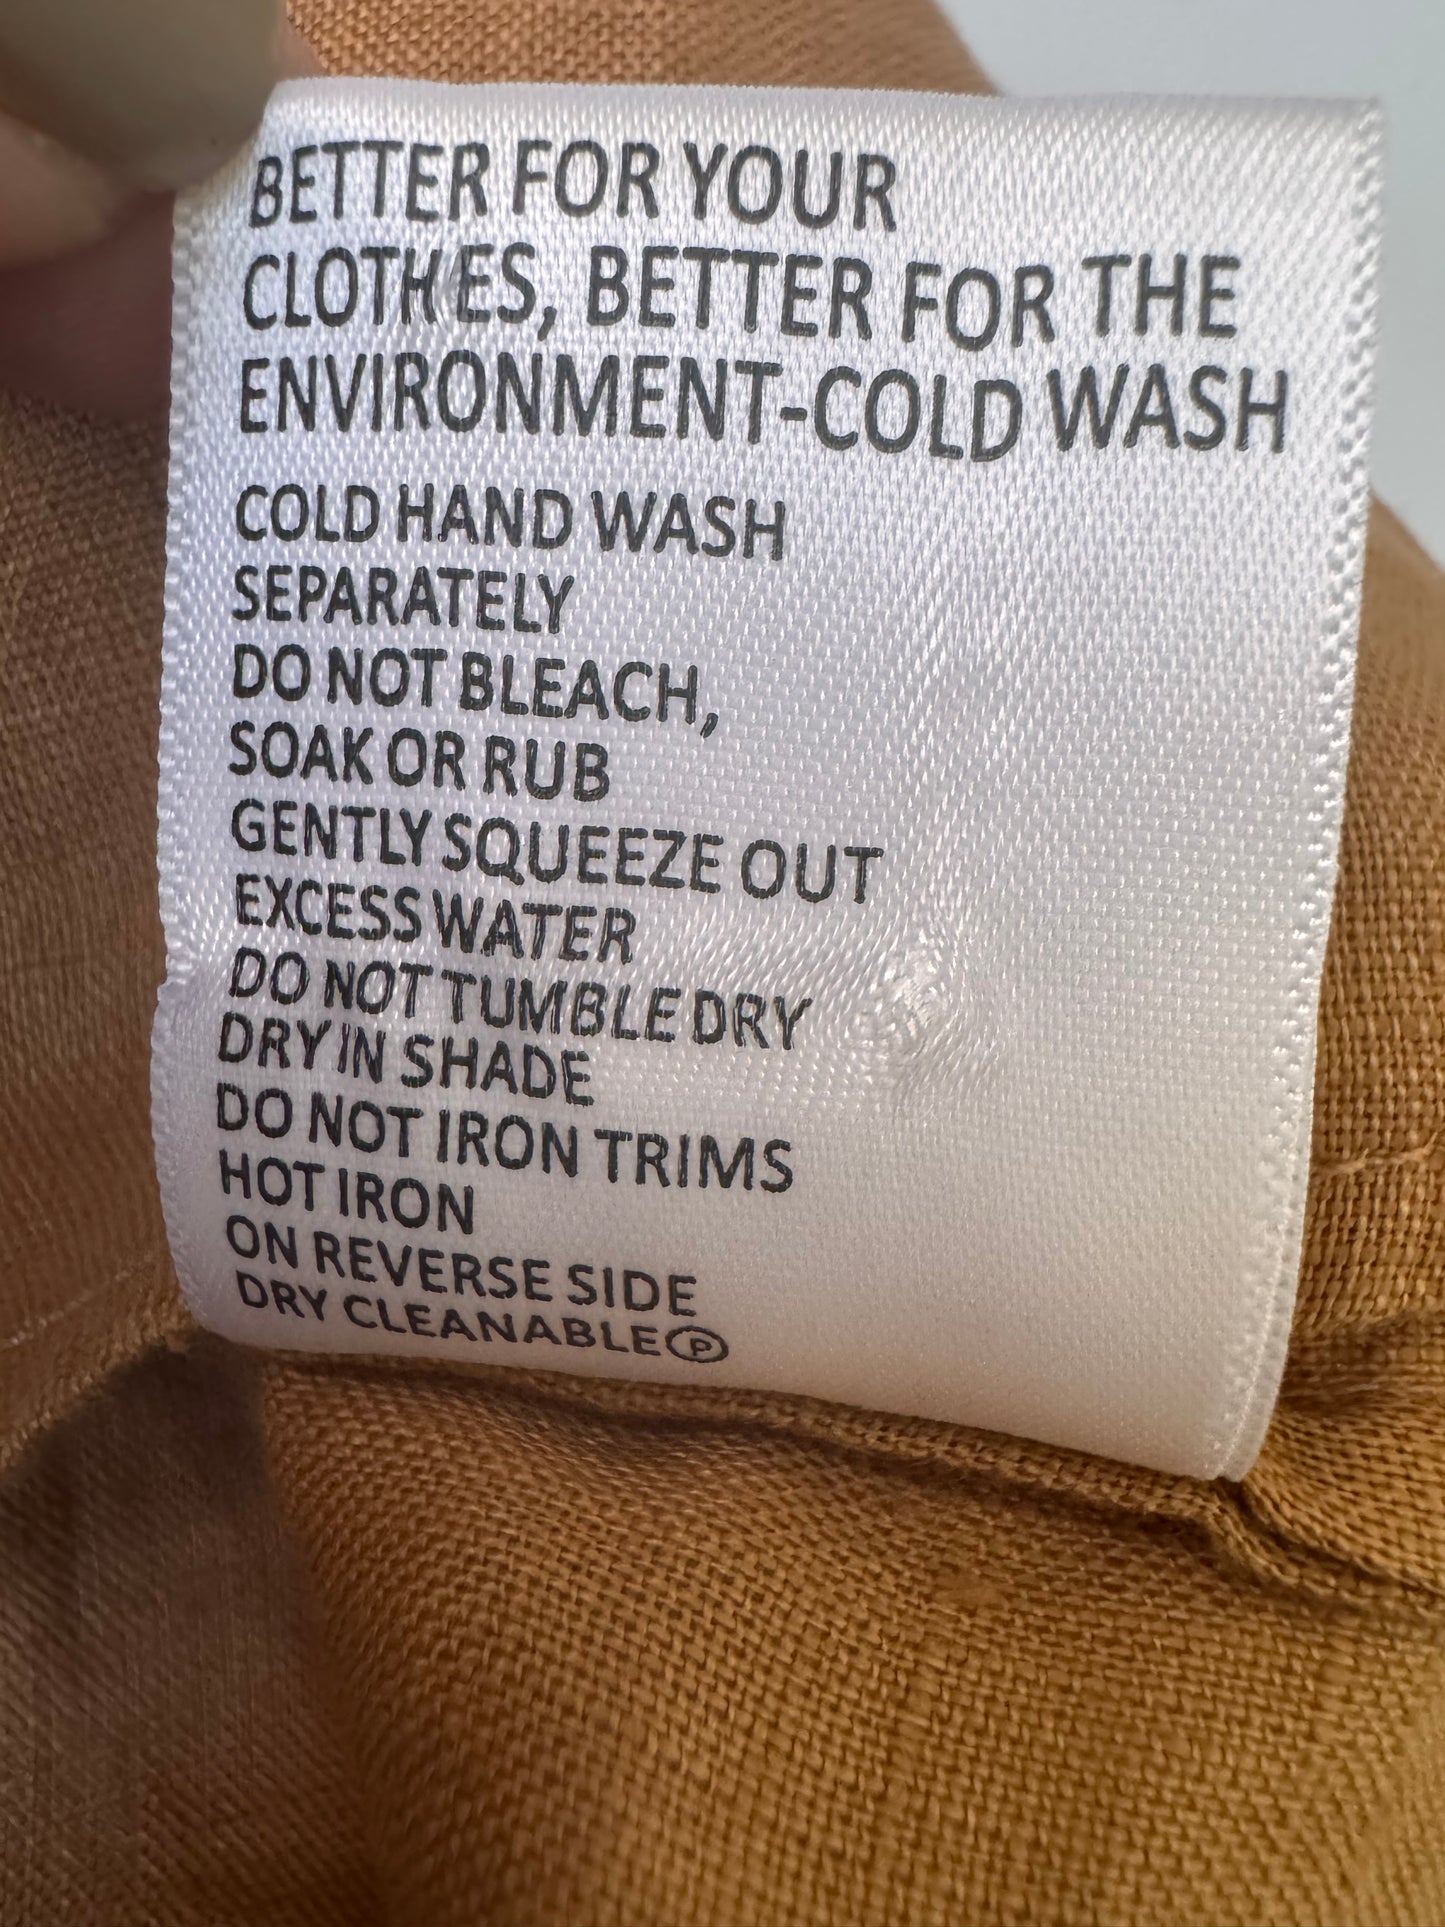 BETTER FOR YOUR
CLOTHES, BETTER FOR THE
ENVIRONMENT-COLD WASH
COLD HAND WASH
SEPARATELY
DO NOT BLEACH,
SOAK OR RUB
GENTLY SQUEEZE OUT
EXCESS WATER
DO NOT TUMBLE DRY
DRY IN SHADE
DO NOT IRON TRIMS
HOT IRON
ON REVERSE SIDE
DRY CLEANABLE Ⓟ